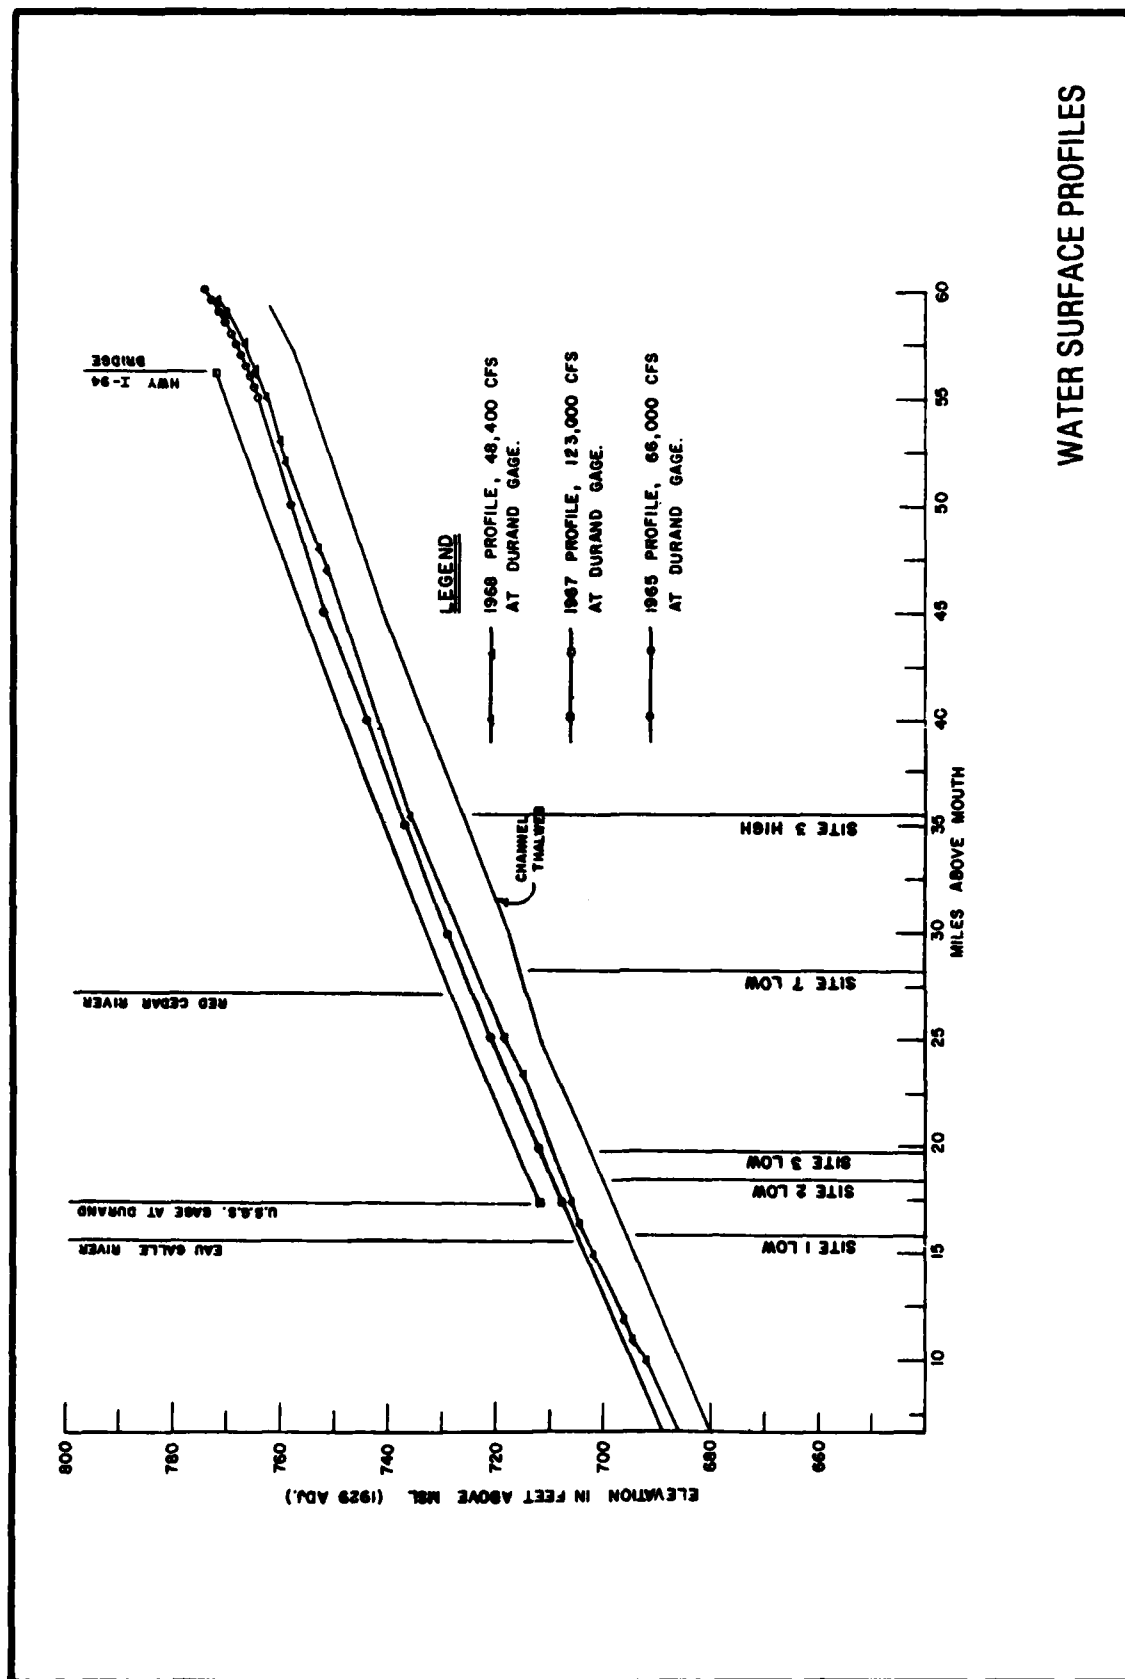 WATER SURFACE PROFILES
ELEVATION IN FEET ABOVE MSL (1929 ADJ.)
800
780
760
740
720
700
680
660
EAU GALLE RIVER
U.S.G.S. GAGE AT DURAND
RED CEDAR RIVER
HWY I-94
BRIDGE
CHANNEL
THALWEG
LEGEND
1968 PROFILE, 48,400 CFS
AT DURAND GAGE.
1967 PROFILE, 123,000 CFS
AT DURAND GAGE.
1965 PROFILE, 66,000 CFS
AT DURAND GAGE.
SITE 1 LOW
SITE 2 LOW
SITE 3 LOW
SITE 7 LOW
SITE 3 HIGH
10
15
20
25
30
35
40
45
50
55
60
MILES ABOVE MOUTH